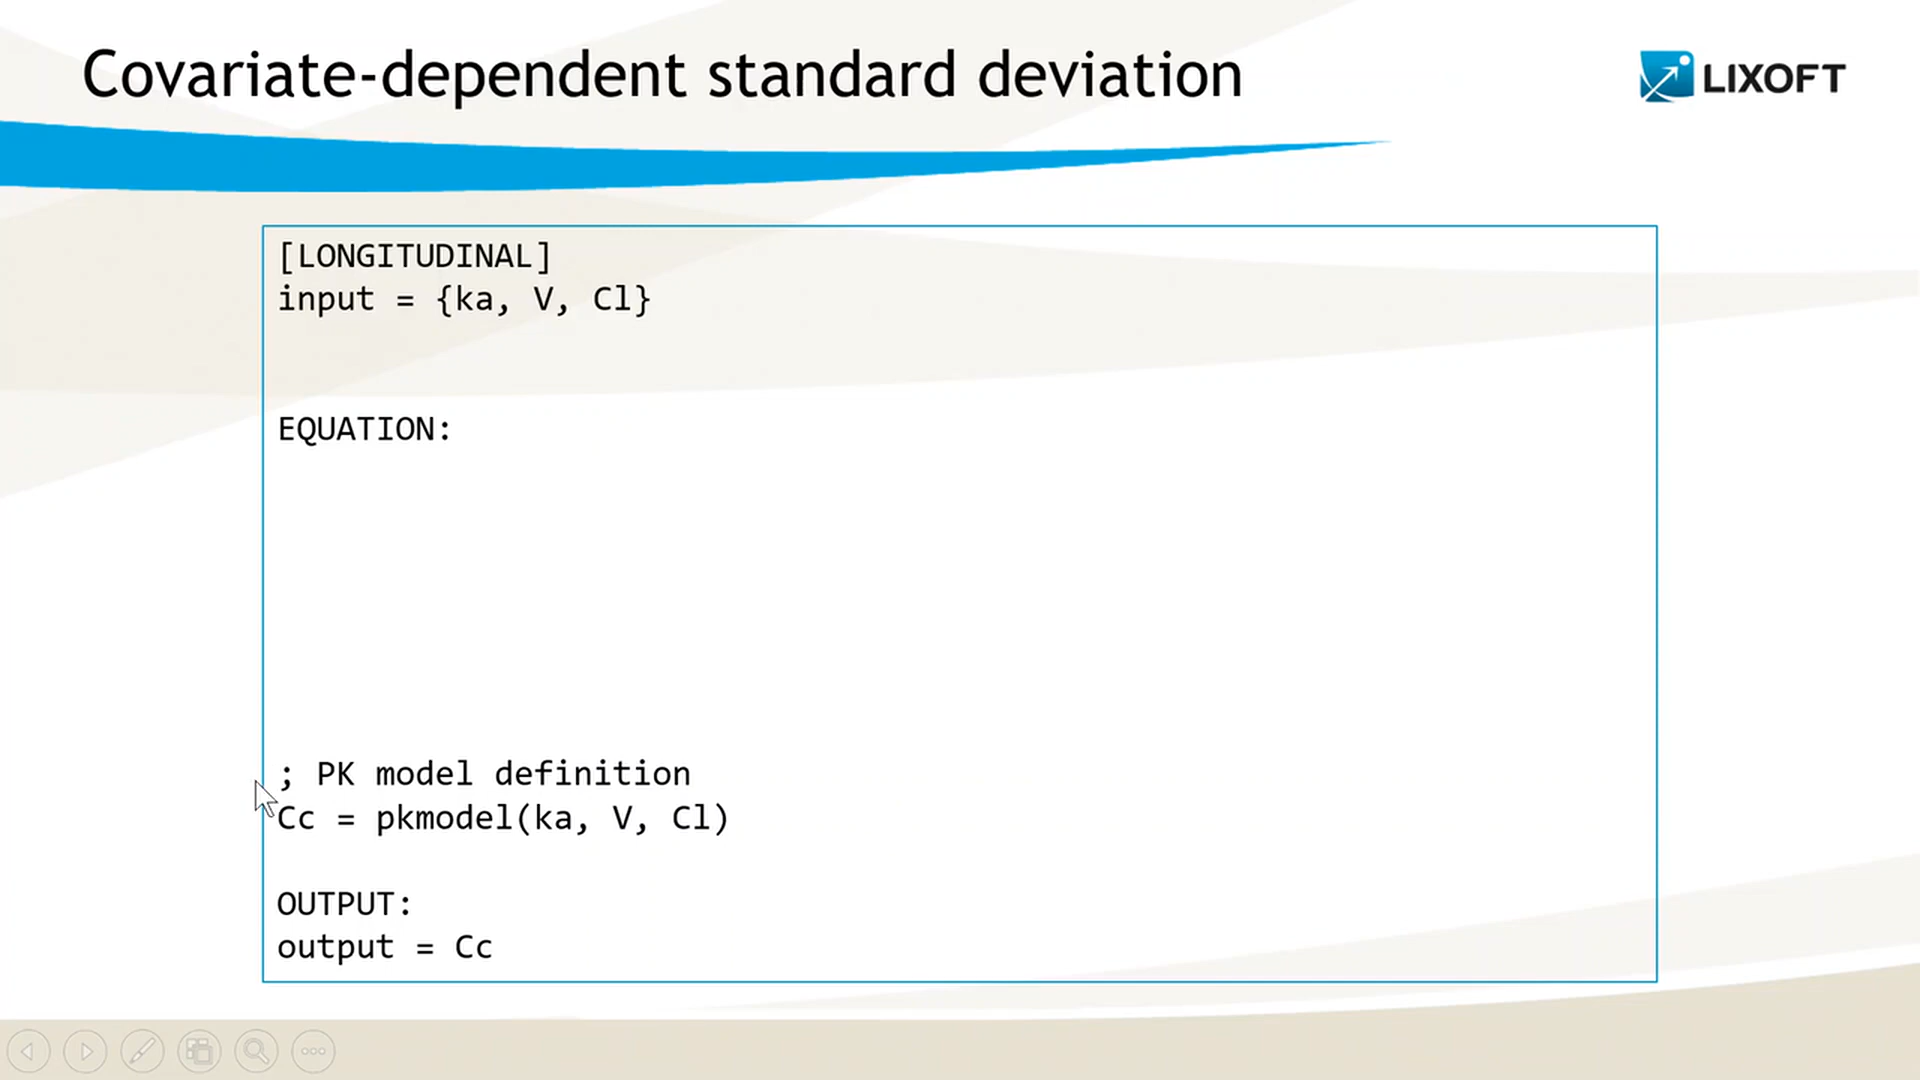 Covariate-dependent standard deviation
LIXOFT
[LONGITUDINAL]
input = {ka, V, Cl}
EQUATION:
; PK model definition
Cc = pkmodel(ka, V, Cl)
OUTPUT:
output = Cc